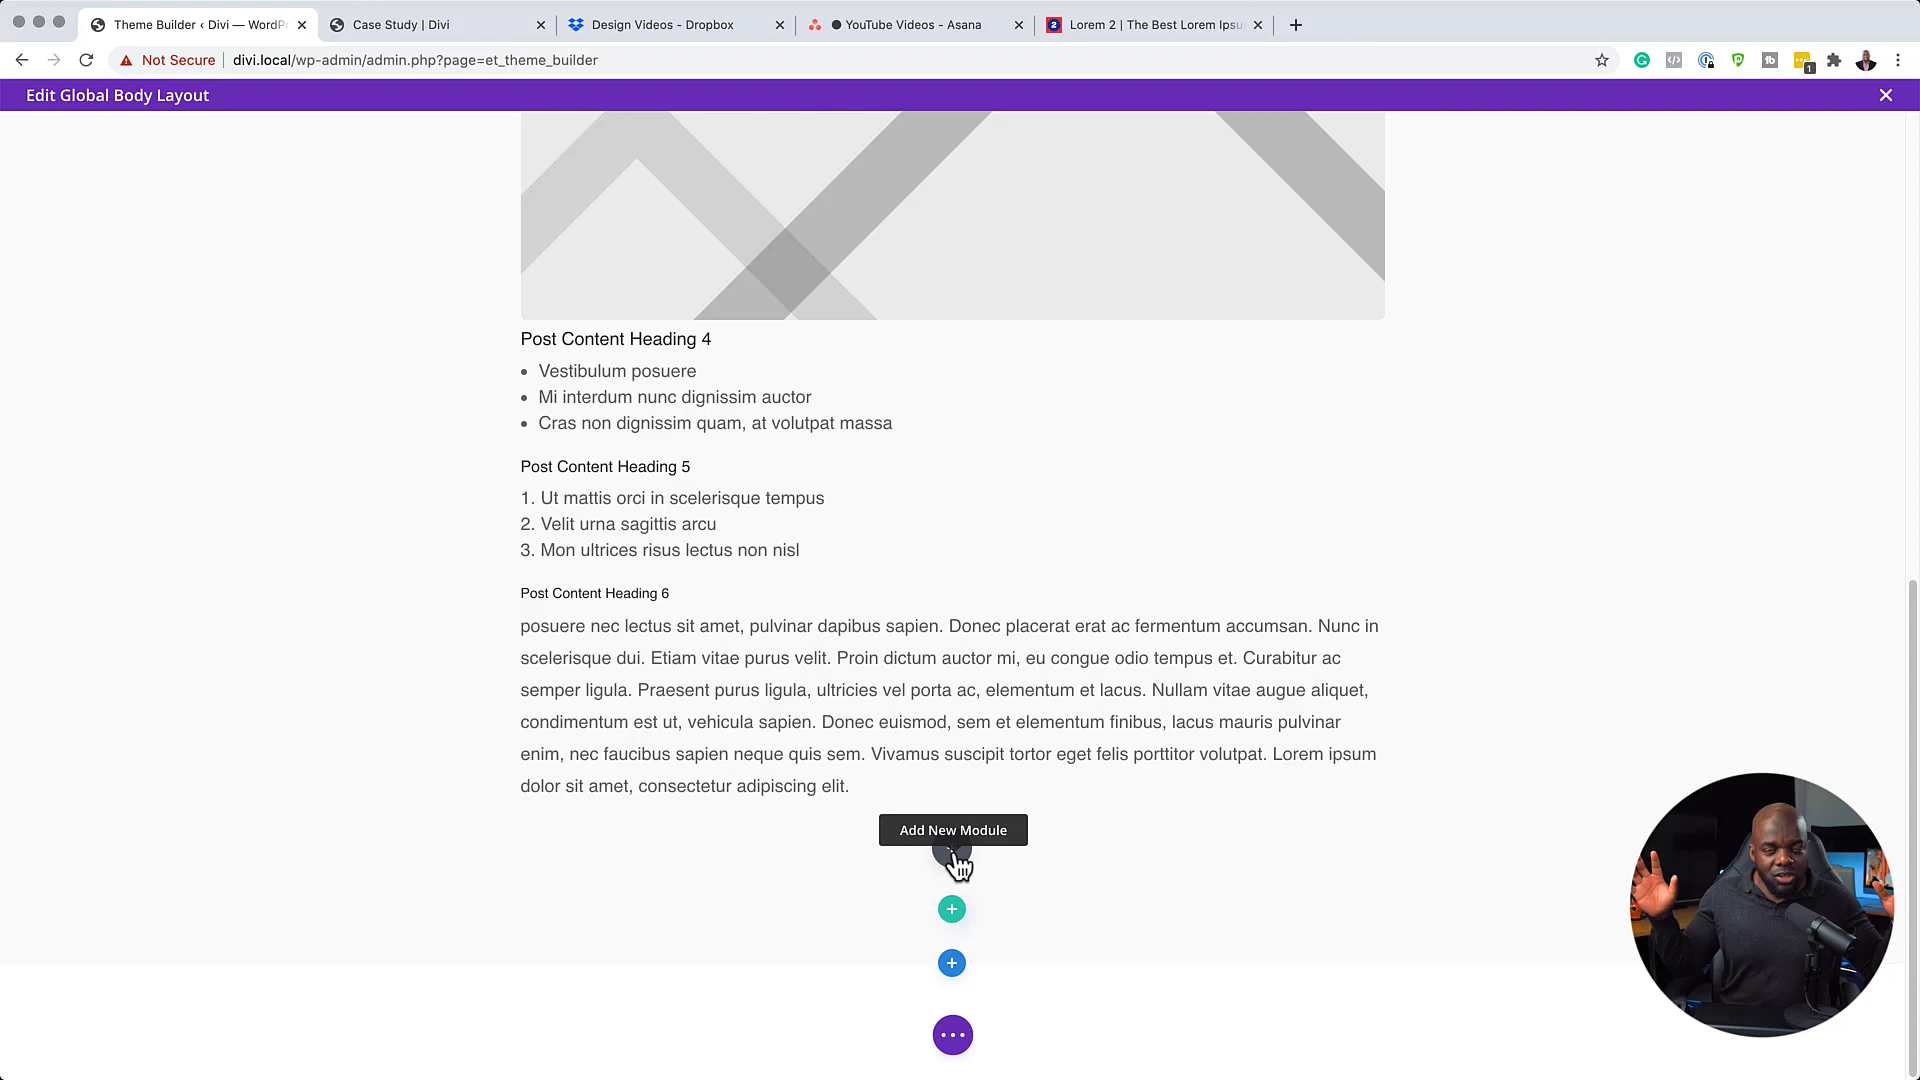 Theme Builder ‹ Divi — WordPr
Case Study | Divi
Design Videos - Dropbox
● YouTube Videos - Asana
2
Lorem 2 | The Best Lorem Ipsu
Not Secure
divi.local/wp-admin/admin.php?page=et_theme_builder
1
Edit Global Body Layout
Post Content Heading 4
• Vestibulum posuere
• Mi interdum nunc dignissim auctor
• Cras non dignissim quam, at volutpat massa
Post Content Heading 5
1. Ut mattis orci in scelerisque tempus
2. Velit urna sagittis arcu
3. Mon ultrices risus lectus non nisl
Post Content Heading 6
posuere nec lectus sit amet, pulvinar dapibus sapien. Donec placerat erat ac fermentum accumsan. Nunc in
scelerisque dui. Etiam vitae purus velit. Proin dictum auctor mi, eu congue odio tempus et. Curabitur ac
semper ligula. Praesent purus ligula, ultricies vel porta ac, elementum et lacus. Nullam vitae augue aliquet,
condimentum est ut, vehicula sapien. Donec euismod, sem et elementum finibus, lacus mauris pulvinar
enim, nec faucibus sapien neque quis sem. Vivamus suscipit tortor eget felis porttitor volutpat. Lorem ipsum
dolor sit amet, consectetur adipiscing elit.
Add New Module